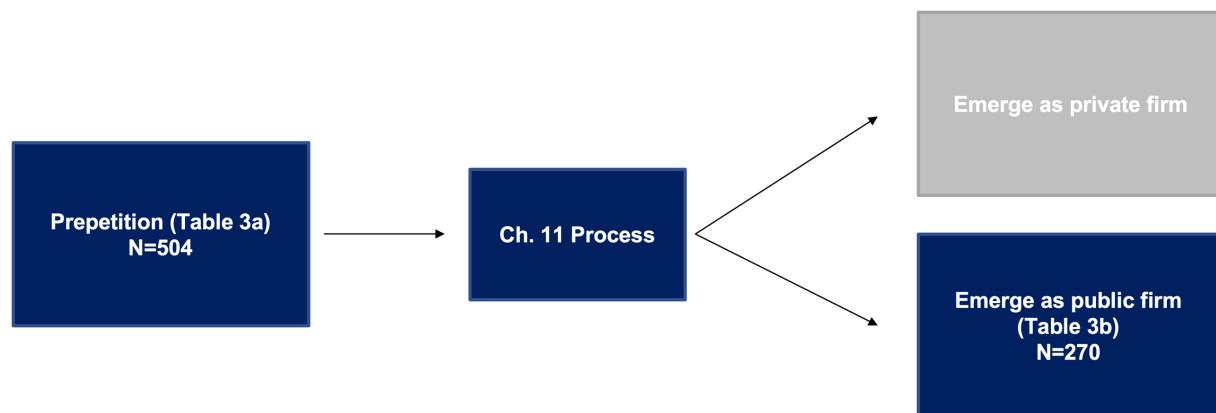 Prepetition (Table 3a)
N=504
Ch. 11 Process
Emerge as private firm
Emerge as public firm
(Table 3b)
N=270